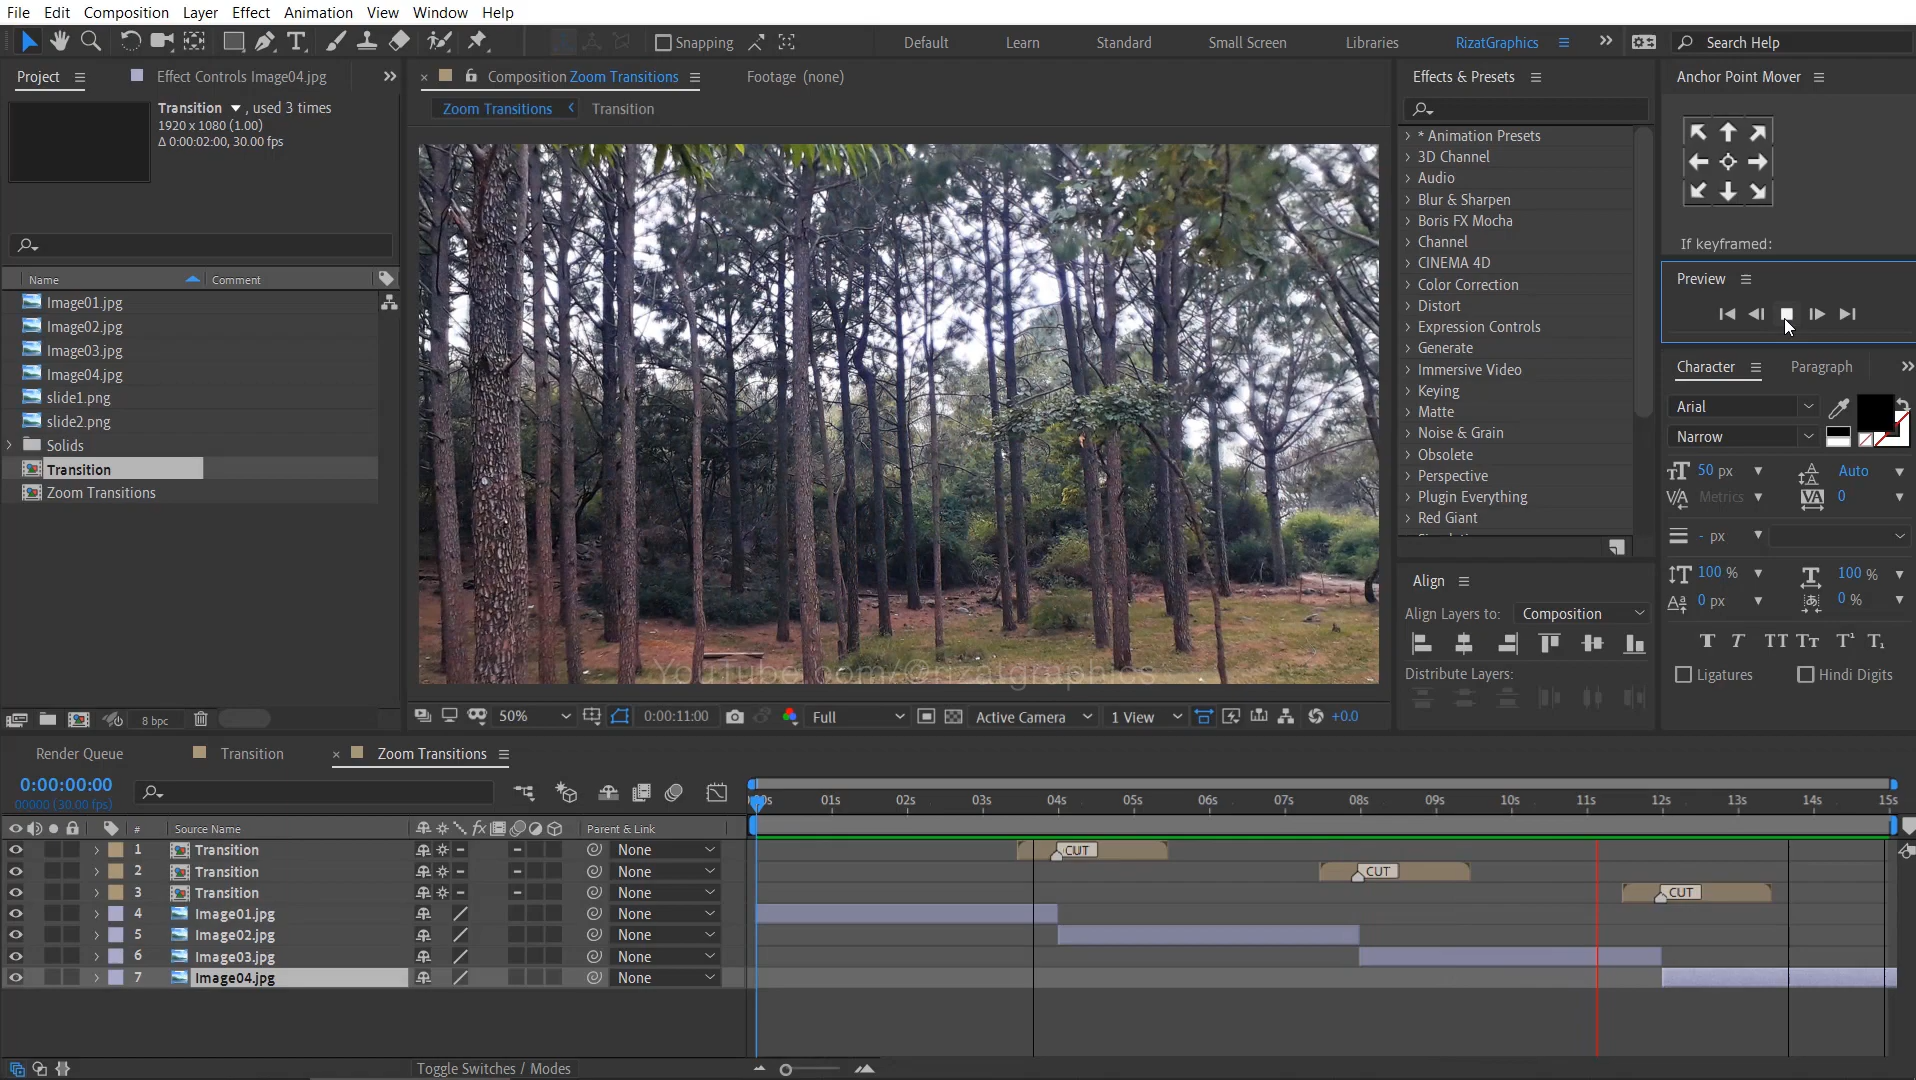 File Edit Composition Layer Effect Animation View Window Help
Snapping Default Learn Standard Small Screen Libraries RizatGraphics Search Help
Project Effect Controls Image04.jpg
Transition , used 3 times
1920 x 1080 (1.00)
Δ 0:00:02:00, 30.00 fps
Name Comment
Image01.jpg
Image02.jpg
Image03.jpg
Image04.jpg
slide1.png
slide2.png
Solids
Transition
Zoom Transitions
8 bpc
Composition Zoom Transitions Footage (none)
Zoom Transitions Transition
YouTube.com/@rizatgraphics
50% 0:00:11:00 Full Active Camera 1 View +0.0
Effects & Presets
* Animation Presets
3D Channel
Audio
Blur & Sharpen
Boris FX Mocha
Channel
CINEMA 4D
Color Correction
Distort
Expression Controls
Generate
Immersive Video
Keying
Matte
Noise & Grain
Obsolete
Perspective
Plugin Everything
Red Giant
Align
Align Layers to: Composition
Distribute Layers:
Anchor Point Mover
If keyframed:
Preview
Character Paragraph
Arial
Narrow
50 px Auto
Metrics 0
- px
100 % 100 %
0 px 0 %
T T TT Tт T¹ T₁
Ligatures Hindi Digits
Render Queue Transition Zoom Transitions
0:00:00:00
00000 (30.00 fps)
01s 02s 03s 04s 05s 06s 07s 08s 09s 10s 11s 12s 13s 14s 15s
# Source Name Parent & Link
1 Transition None CUT
2 Transition None CUT
3 Transition None CUT
4 Image01.jpg None
5 Image02.jpg None
6 Image03.jpg None
7 Image04.jpg None
Toggle Switches / Modes